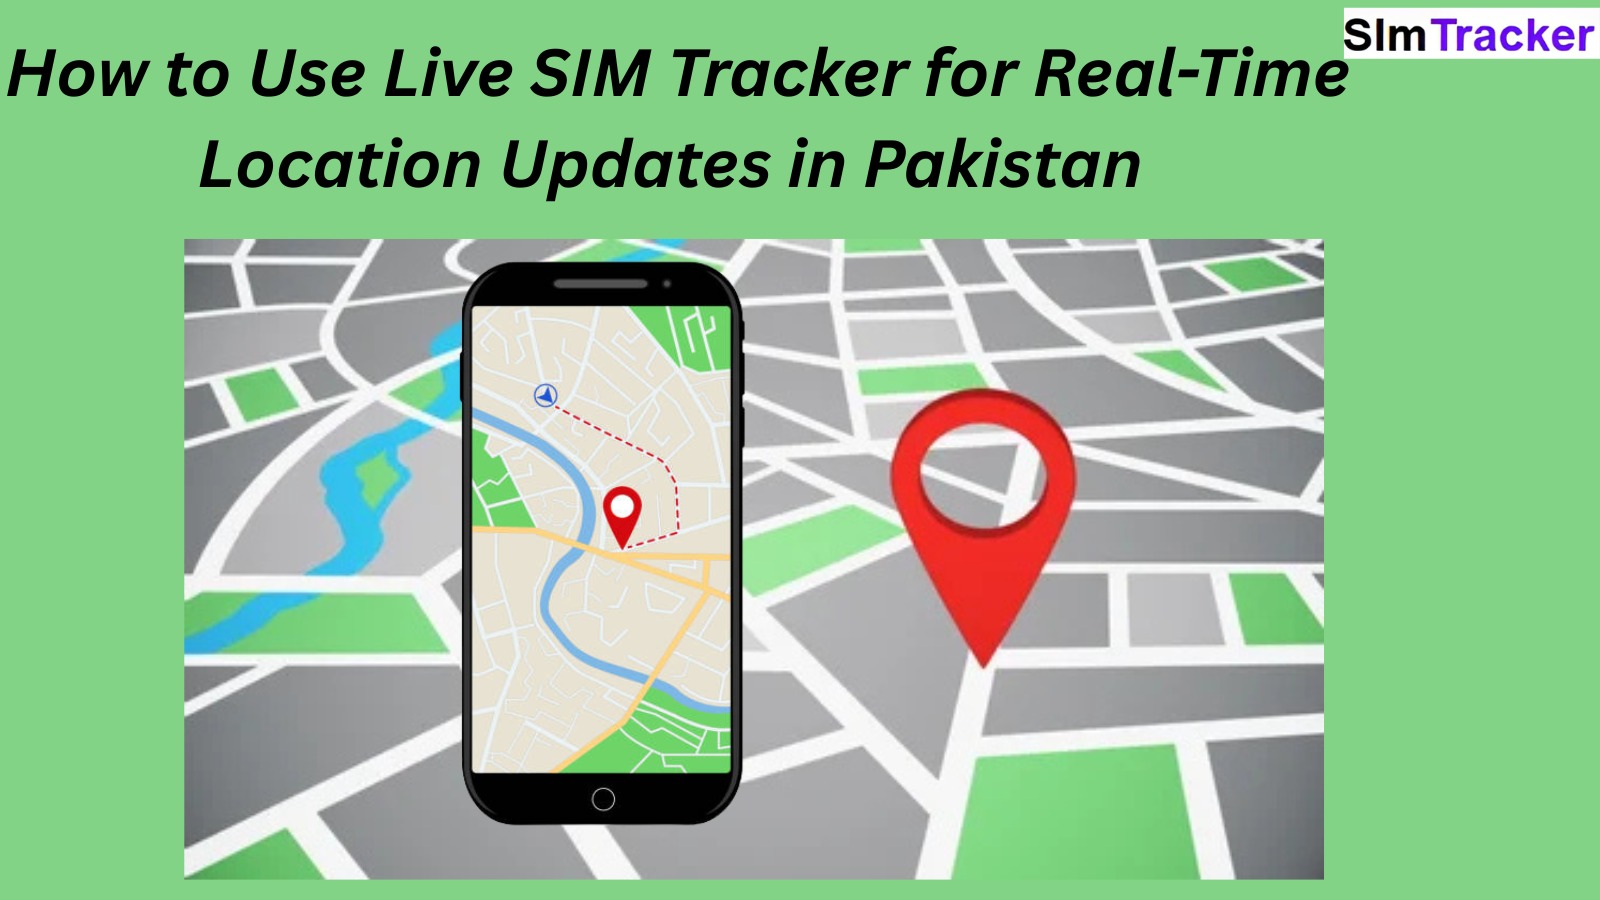 SImTracker
How to Use Live SIM Tracker for Real-Time
Location Updates in Pakistan